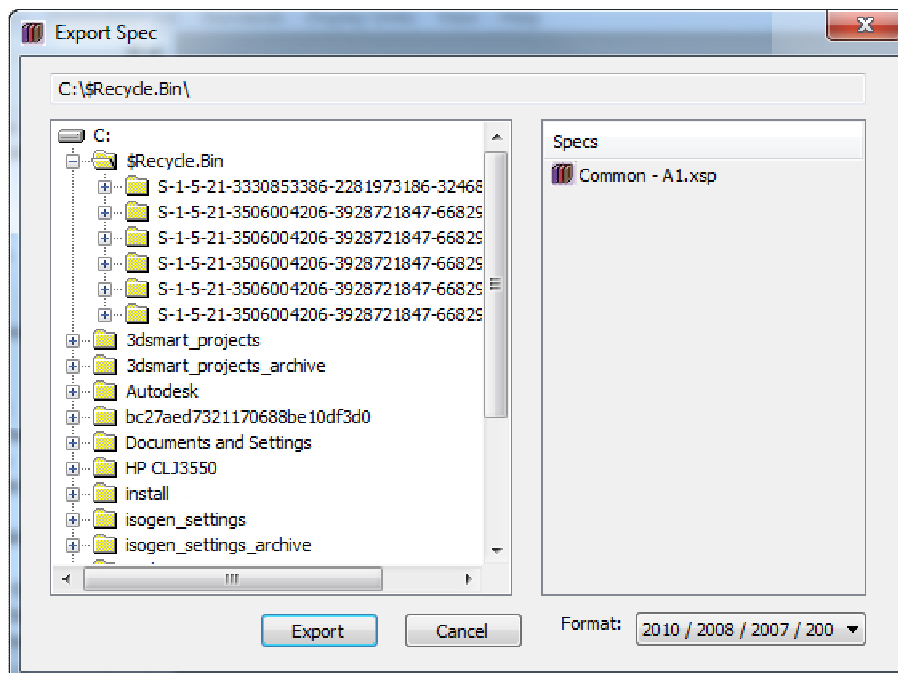 Export Spec
C:\$Recycle.Bin\
C:
$Recycle.Bin
S-1-5-21-3330853386-2281973186-32468
S-1-5-21-3506004206-3928721847-66829
S-1-5-21-3506004206-3928721847-66829
S-1-5-21-3506004206-3928721847-66829
S-1-5-21-3506004206-3928721847-66829
S-1-5-21-3506004206-3928721847-66829
3dsmart_projects
3dsmart_projects_archive
Autodesk
bc27aed7321170688be10df3d0
Documents and Settings
HP CLJ3550
install
isogen_settings
isogen_settings_archive
Specs
Common - A1.xsp
Export
Cancel
Format:
2010 / 2008 / 2007 / 200